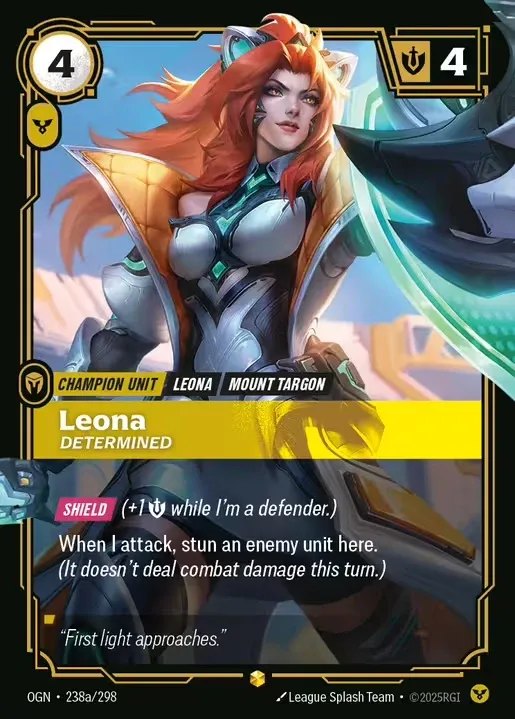 4
4
CHAMPION UNIT LEONA MOUNT TARGON
Leona
DETERMINED
SHIELD (+1 while I'm a defender.)
When I attack, stun an enemy unit here.
(It doesn't deal combat damage this turn.)
“First light approaches.”
OGN • 238a/298 League Splash Team • ©2025RGI